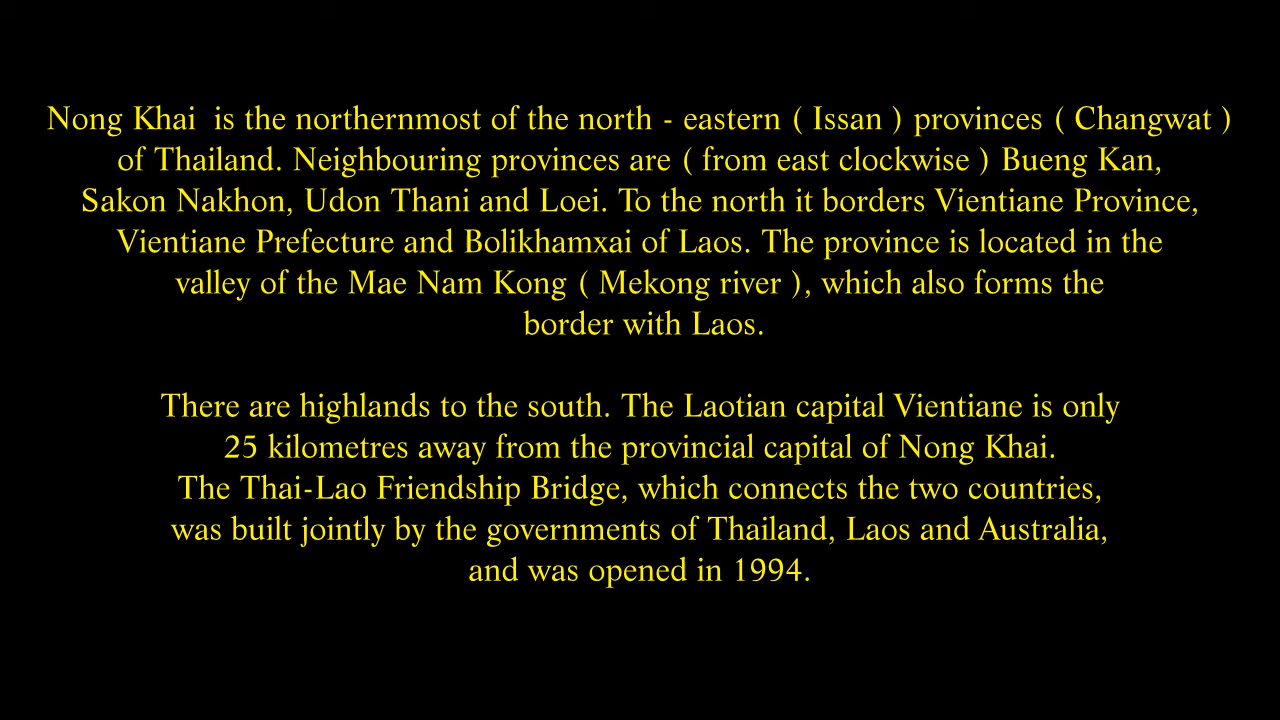 Nong Khai  is the northernmost of the north - eastern ( Issan ) provinces ( Changwat )
of Thailand. Neighbouring provinces are ( from east clockwise ) Bueng Kan,
Sakon Nakhon, Udon Thani and Loei. To the north it borders Vientiane Province,
Vientiane Prefecture and Bolikhamxai of Laos. The province is located in the
valley of the Mae Nam Kong ( Mekong river ), which also forms the
border with Laos.
There are highlands to the south. The Laotian capital Vientiane is only
25 kilometres away from the provincial capital of Nong Khai.
The Thai-Lao Friendship Bridge, which connects the two countries,
was built jointly by the governments of Thailand, Laos and Australia,
and was opened in 1994.